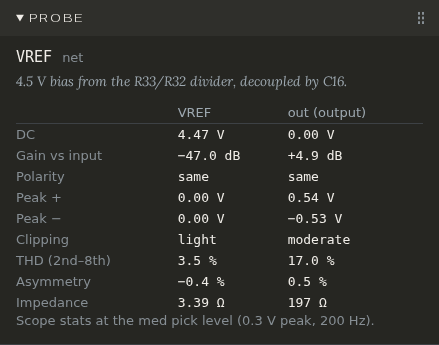 ▼ PROBE
VREF net
4.5 V bias from the R33/R32 divider, decoupled by C16.
VREF out (output)
DC 4.47 V 0.00 V
Gain vs input −47.0 dB +4.9 dB
Polarity same same
Peak + 0.00 V 0.54 V
Peak − 0.00 V −0.53 V
Clipping light moderate
THD (2nd–8th) 3.5 % 17.0 %
Asymmetry −0.4 % 0.5 %
Impedance 3.39 Ω 197 Ω
Scope stats at the med pick level (0.3 V peak, 200 Hz).